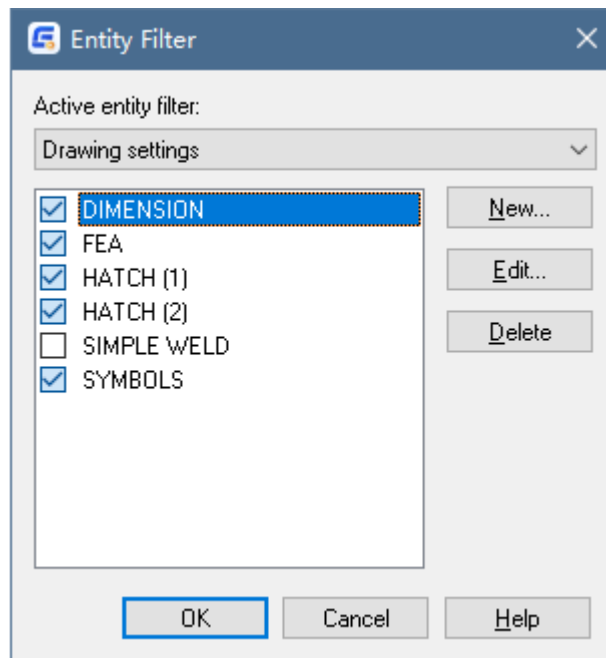 Entity Filter
Active entity filter:
Drawing settings
DIMENSION
New...
FEA
HATCH (1)
Edit...
HATCH (2)
SIMPLE WELD
Delete
SYMBOLS
OK Cancel Help